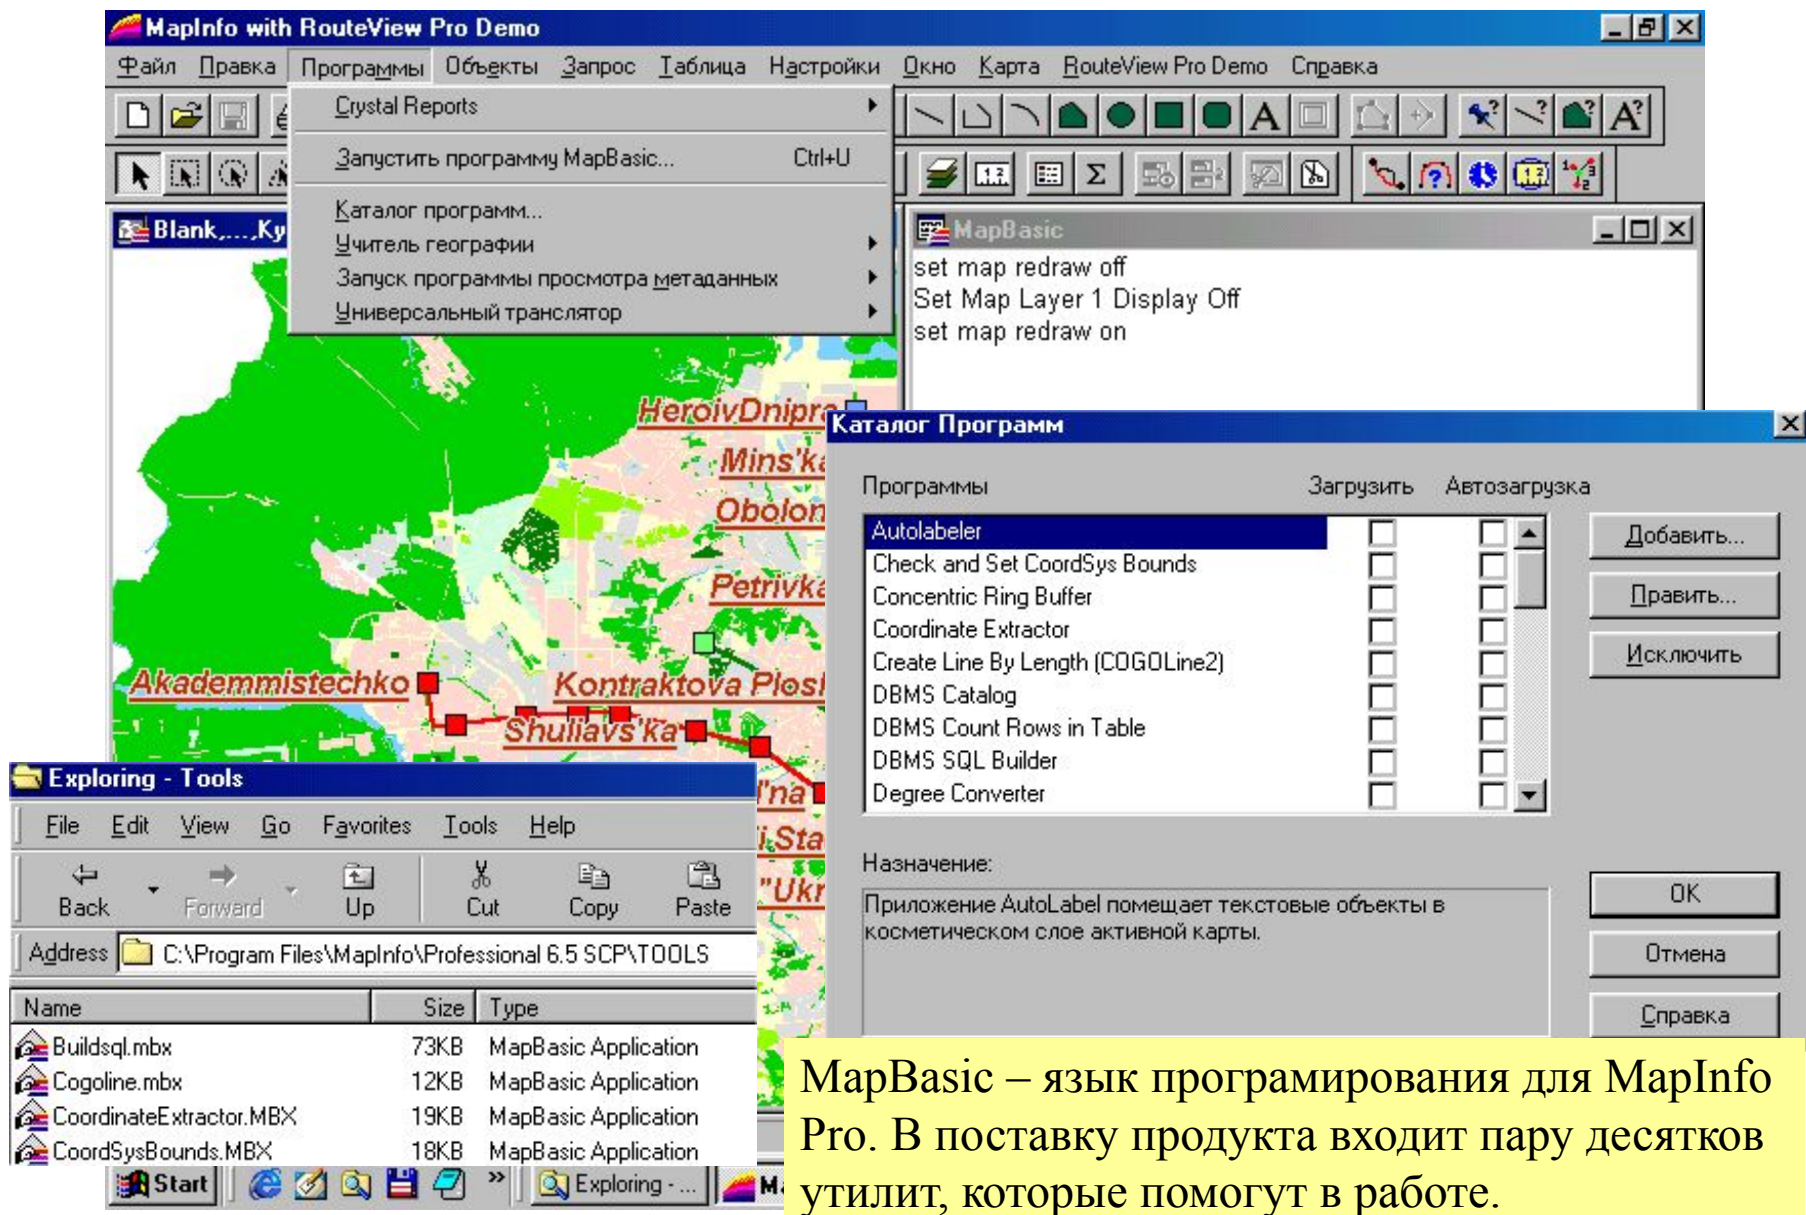 MapInfo with RouteView Pro Demo
Файл Правка Программы Объекты Запрос Таблица Настройки Окно Карта RouteView Pro Demo Справка
Crystal Reports
Запустить программу MapBasic... Ctrl+U
Каталог программ...
Учитель географии
Запуск программы просмотра метаданных
Универсальный транслятор
Blank,...,Ky
MapBasic
set map redraw off
Set Map Layer 1 Display Off
set map redraw on
HeroivDnipra
Mins'ka
Obolon
Petrivka
Akademmistechko
Kontraktova Plosh
Shuliavs'ka
l'na
i Sta
"Ukr
Каталог Программ
Программы Загрузить Автозагрузка
Autolabeler
Check and Set CoordSys Bounds
Concentric Ring Buffer
Coordinate Extractor
Create Line By Length (COGOLine2)
DBMS Catalog
DBMS Count Rows in Table
DBMS SQL Builder
Degree Converter
Добавить...
Править...
Исключить
Назначение:
Приложение AutoLabel помещает текстовые объекты в
косметическом слое активной карты.
OK
Отмена
Справка
Exploring - Tools
File Edit View Go Favorites Tools Help
Back Forward Up Cut Copy Paste
Address C:\Program Files\MapInfo\Professional 6.5 SCP\TOOLS
Name Size Type
Buildsql.mbx 73KB MapBasic Application
Cogoline.mbx 12KB MapBasic Application
CoordinateExtractor.MBX 19KB MapBasic Application
CoordSysBounds.MBX 18KB MapBasic Application
Start » Exploring - ... Ma
MapBasic – язык програмирования для MapInfo
Pro. В поставку продукта входит пару десятков
утилит, которые помогут в работе.